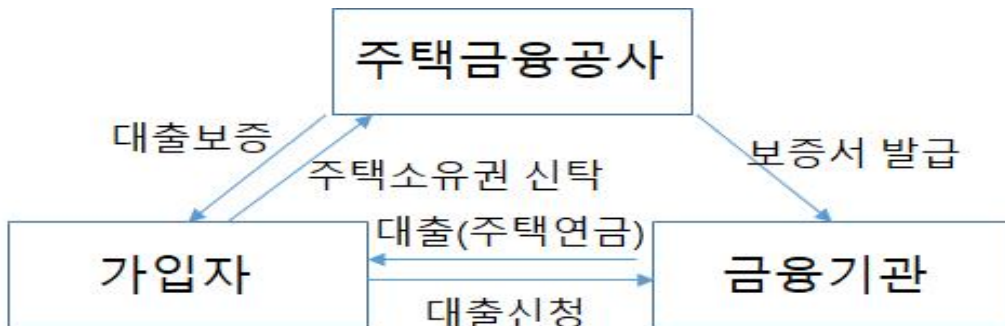 주택금융공사
대출보증
보증서 발급
주택소유권 신탁
대출(주택연금)
가입자
금융기관
대출신청